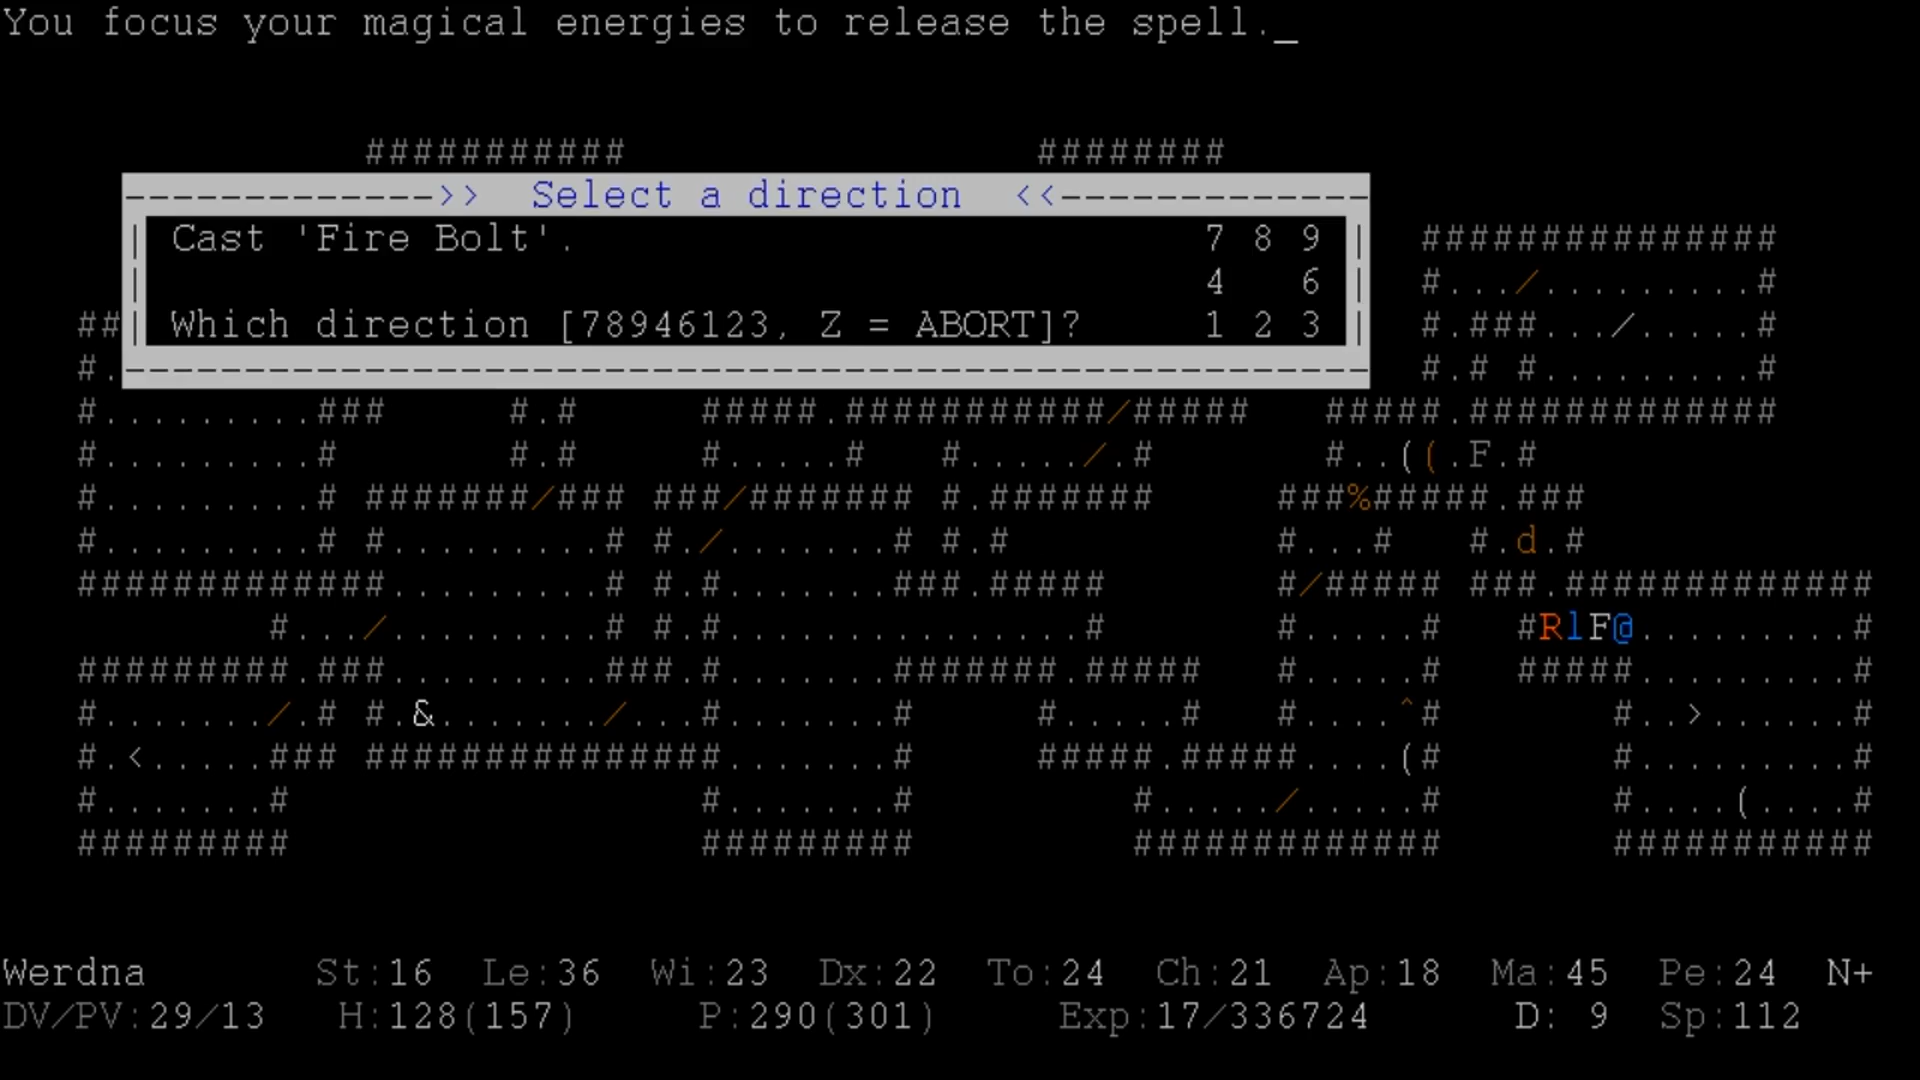 You focus your magical energies to release the spell._
########### ########
-------------->> Select a direction <<--------------
Cast 'Fire Bolt'. 7 8 9 ###############
4 6 #.../.........#
## Which direction [78946123, Z = ABORT]? 1 2 3 #.###.../.....#
#. #.# #.........#
#.........### #.# #####.###########/##### #####.#############
#.........# #.# #.....# #...../.# #..((.F.#
#.........# #######/### ###/####### #.####### ###%#####.###
#.........# #.........# #./.......# #.# #...# #.d.#
#############.........# #.#.......###.##### #/##### ###.#############
#.../.........# #.#...............# #.....# #RlF@.........#
#########.###.........###.#.......#######.##### #.....# #####.........#
#......./.# #.&......./...#.......# #.....# #....^# #..>......#
#.<.....### ###############.......# #####.#####....(# #.........#
#.......# #.......# #...../.....# #....(....#
######### ######### ############# ###########
Werdna St:16 Le:36 Wi:23 Dx:22 To:24 Ch:21 Ap:18 Ma:45 Pe:24 N+
DV/PV:29/13 H:128(157) P:290(301) Exp:17/336724 D: 9 Sp:112